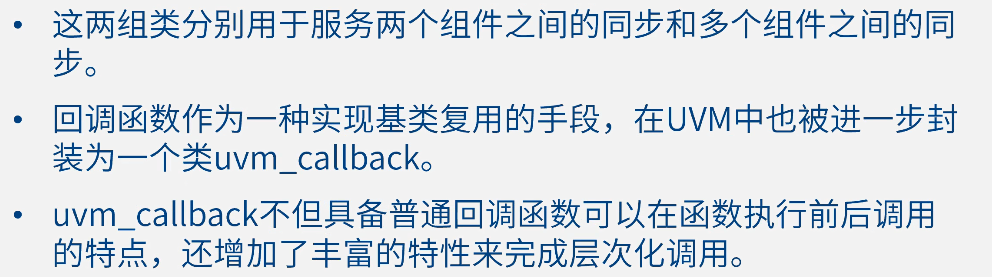 • 这两组类分别用于服务两个组件之间的同步和多个组件之间的同
步。
• 回调函数作为一种实现基类复用的手段，在UVM中也被进一步封
装为一个类uvm_callback。
• uvm_callback不但具备普通回调函数可以在函数执行前后调用
的特点，还增加了丰富的特性来完成层次化调用。